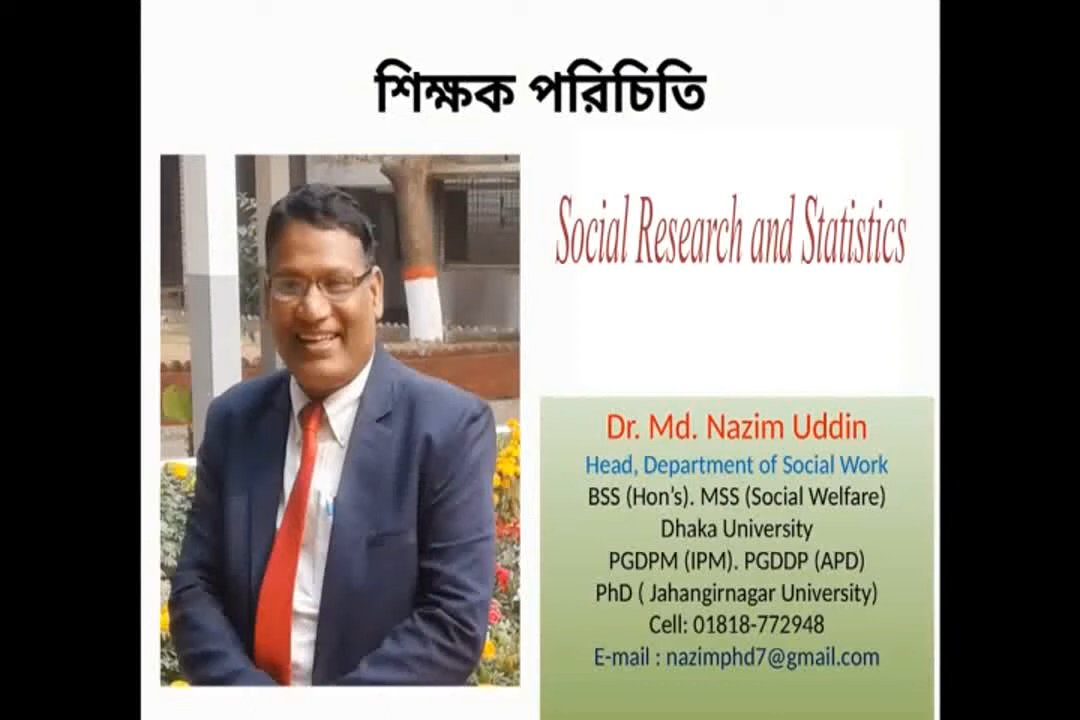 শিক্ষক পরিচিতি
Social Research and Statistics
Dr. Md. Nazim Uddin
Head, Department of Social Work
BSS (Hon's). MSS (Social Welfare)
Dhaka University
PGDPM (IPM). PGDDP (APD)
PhD ( Jahangirnagar University)
Cell: 01818-772948
E-mail : nazimphd7@gmail.com